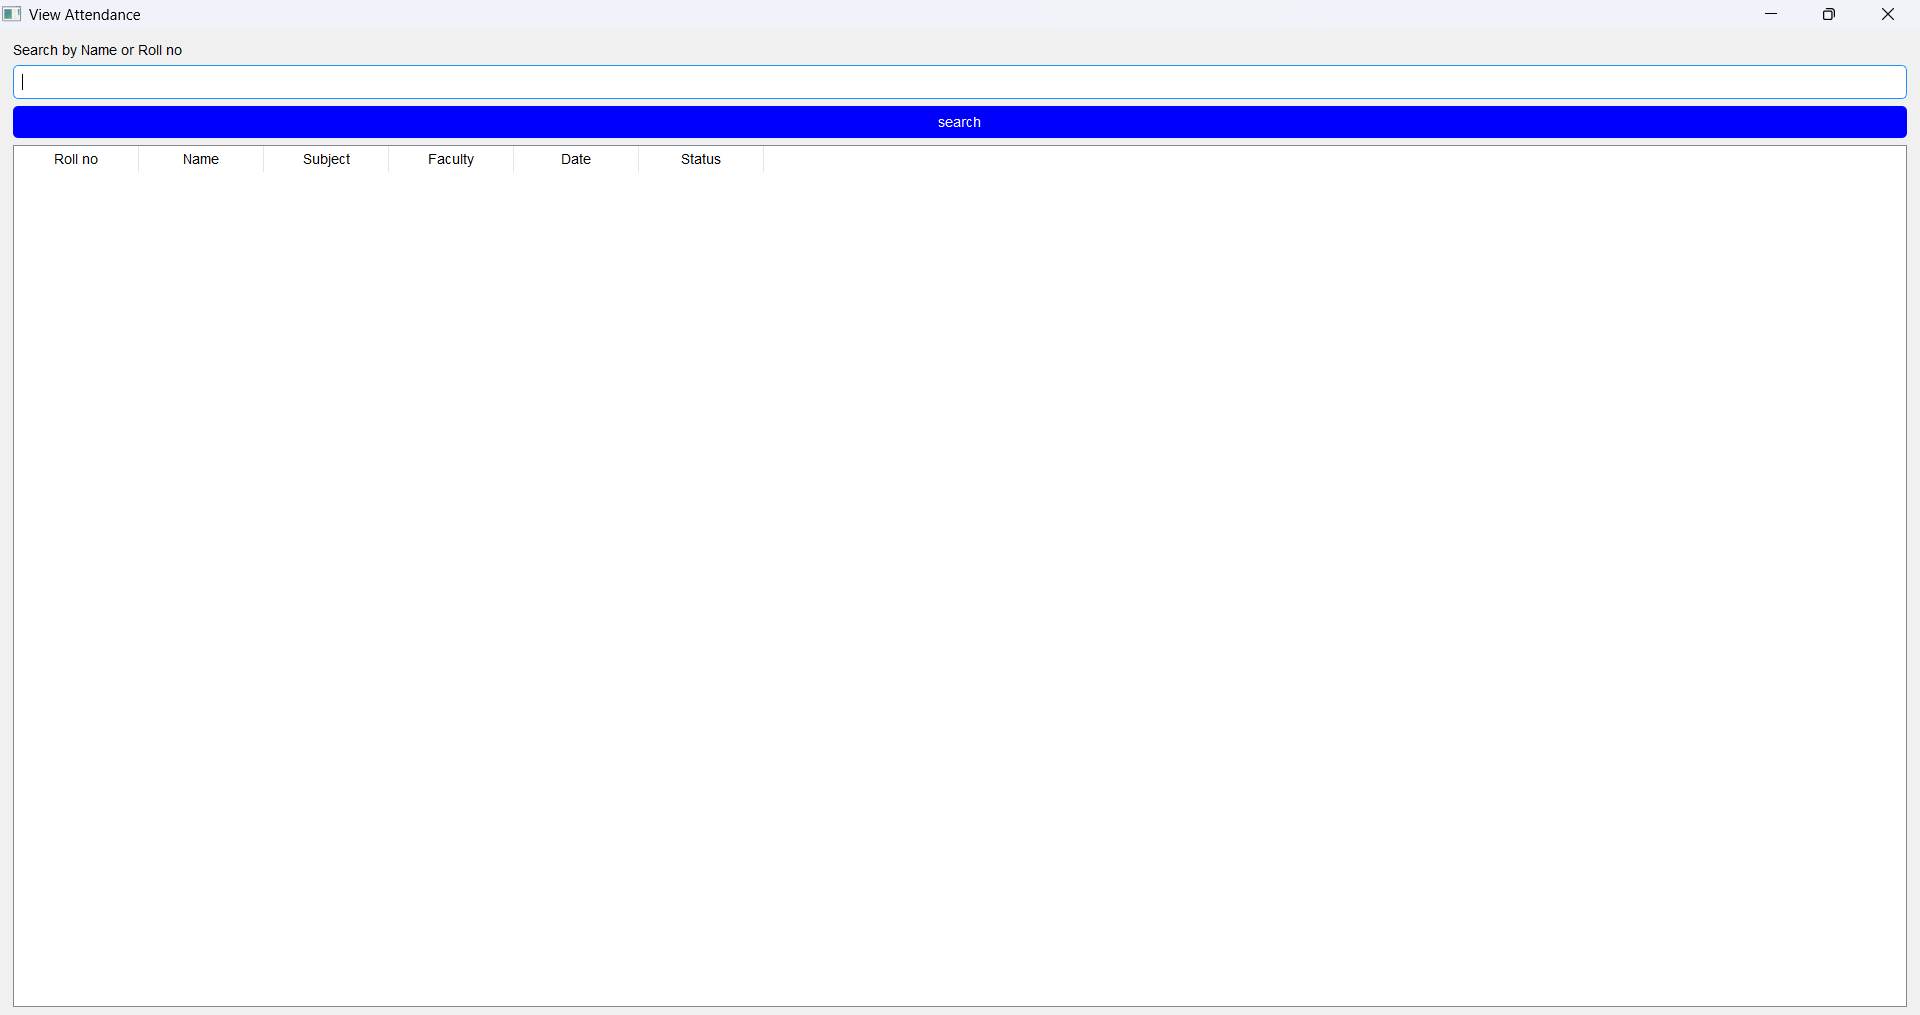 View Attendance
Search by Name or Roll no
search
Roll no Name Subject Faculty Date Status